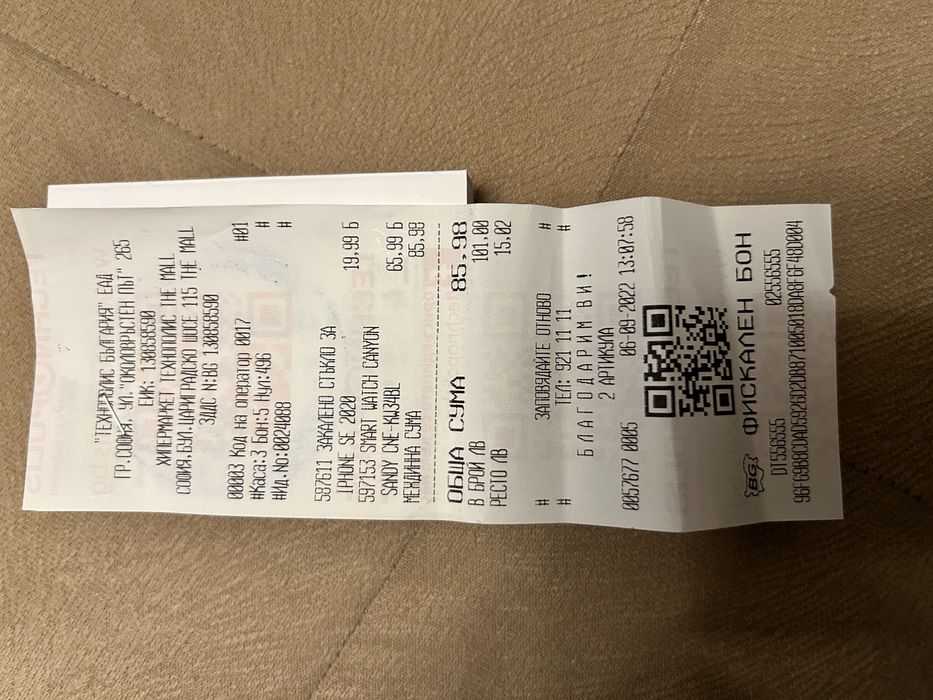 "ТЕХНОПОЛИС БЪЛГАРИЯ" ЕАД
ГР.СОФИЯ, УЛ."ОКОЛОВРЪСТЕН ПЪТ" 265
ЕИК: 130858590
ХИПЕРМАРКЕТ ТЕХНОПОЛИС THE MALL
СОФИЯ,БУЛ.ЦАРИГРАДСКО ШОСЕ 115 THE MALL
ЗДДС N:BG 130858590
00003 Код на оператор 0017 #01
#Каса:3 Бон:5 Нул:496 #
#Ид.No:0024088 #
597611 ЗАКАЛЕНО СТЪКЛО ЗА
IPHONE SE 2020 19.99 Б
597153 SMART WATCH CANYON
SANDY CNE-KW34BL 65.99 Б
МЕЖДИННА СУМА 85.98
ОБЩА СУМА 85.98
В БРОЙ ЛВ 101.00
РЕСТО ЛВ 15.02
# ЗАПОВЯДАЙТЕ ОТНОВО #
# ТЕЛ: 921 11 11 #
БЛАГОДАРИМ ВИ!
2 АРТИКУЛА
0057677 0005 06-09-2022 13:07:58
BG ФИСКАЛЕН БОН
DT556555 02556555